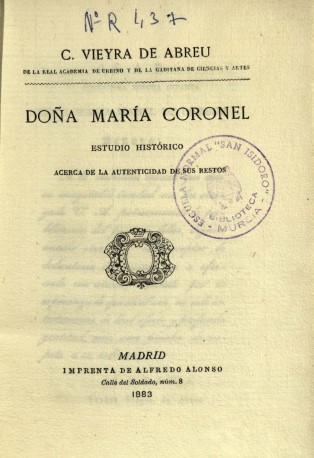 Nº R 437
C. VIEYRA DE ABREU
DE LA REAL ACADEMIA DE URBINO Y DE LA GADITANA DE CIENCIAS Y ARTES
DOÑA MARÍA CORONEL
ESTUDIO HISTÓRICO
ACERCA DE LA AUTENTICIDAD DE SUS RESTOS
ESCUELA NORMAL "SAN ISIDORO"
BIBLIOTECA
MURCIA
MADRID
IMPRENTA DE ALFREDO ALONSO
Calle del Soldado, núm. 8
1883